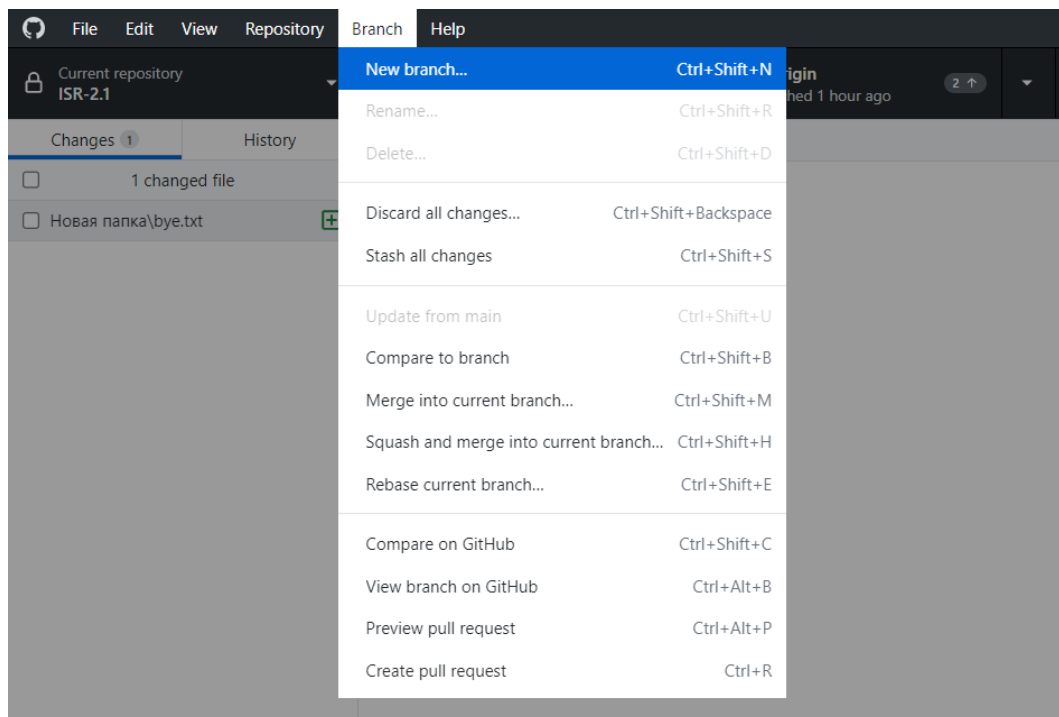 File Edit View Repository Branch Help
Current repository
ISR-2.1
Changes 1 History
1 changed file
Новая папка\bye.txt
New branch... Ctrl+Shift+N
Rename... Ctrl+Shift+R
Delete... Ctrl+Shift+D
Discard all changes... Ctrl+Shift+Backspace
Stash all changes Ctrl+Shift+S
Update from main Ctrl+Shift+U
Compare to branch Ctrl+Shift+B
Merge into current branch... Ctrl+Shift+M
Squash and merge into current branch... Ctrl+Shift+H
Rebase current branch... Ctrl+Shift+E
Compare on GitHub Ctrl+Shift+C
View branch on GitHub Ctrl+Alt+B
Preview pull request Ctrl+Alt+P
Create pull request Ctrl+R
rigin
hed 1 hour ago
2 ↑